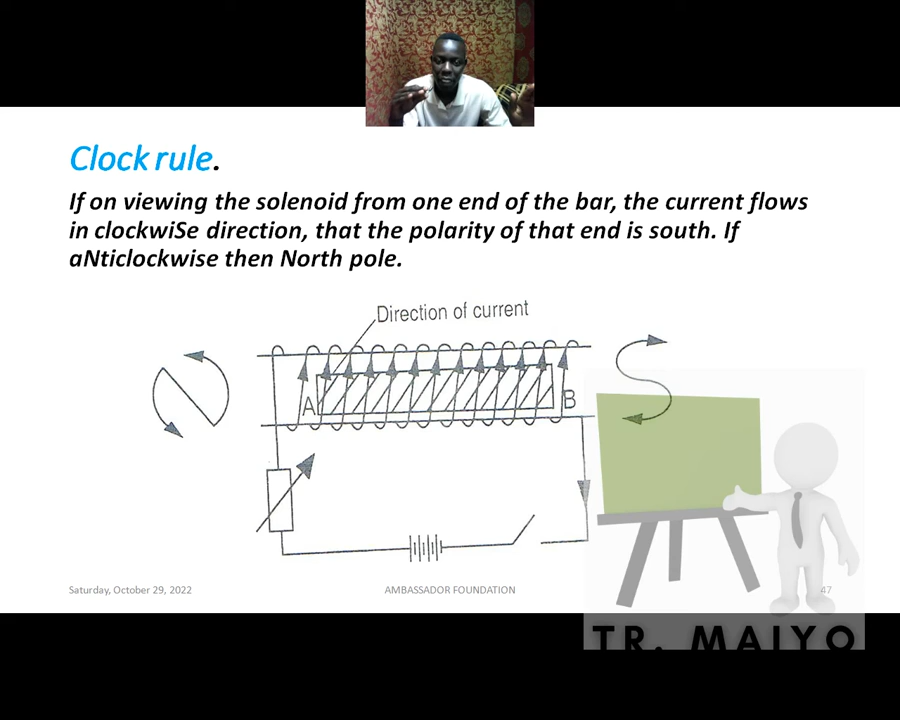 Clock rule.
If on viewing the solenoid from one end of the bar, the current flows
in clockwiSe direction, that the polarity of that end is south. If
aNticlockwise then North pole.
Direction of current
A
B
Saturday, October 29, 2022
AMBASSADOR FOUNDATION
47
TR. MAIYO